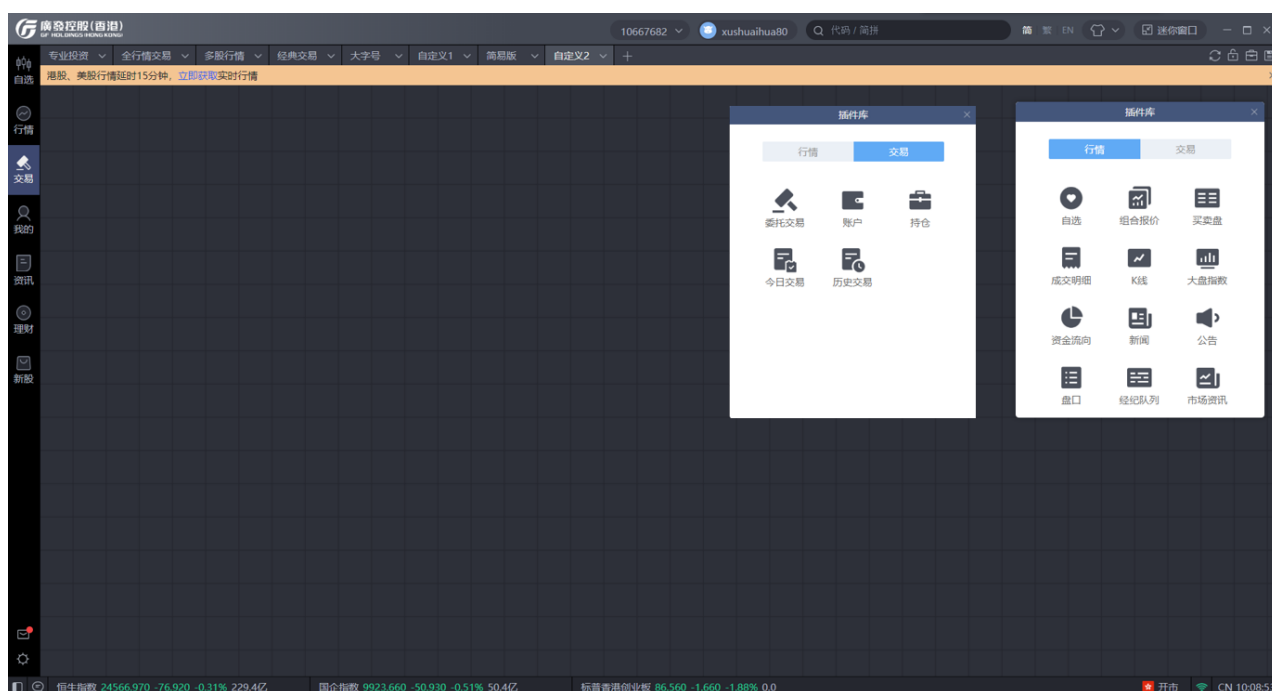 廣發控股(香港)
GF HOLDINGS (HONG KONG)
10667682
xushuaihua80
代码 / 简拼
简 繁 EN
迷你窗口
专业投资 全行情交易 多股行情 经典交易 大字号 自定义1 简易版 自定义2 +
港股、美股行情延时15分钟，立即获取实时行情
自选
行情
交易
我的
资讯
理财
新股
插件库
行情 交易
委托交易 账户 持仓
今日交易 历史交易
插件库
行情 交易
自选 组合报价 买卖盘
成交明细 K线 大盘指数
资金流向 新闻 公告
盘口 经纪队列 市场资讯
恒生指数 24566.970 -76.920 -0.31% 229.4亿 国企指数 9923.660 -50.930 -0.51% 50.4亿 标普香港创业板 86.560 -1.660 -1.88% 0.0 开市 CN 10:08:5